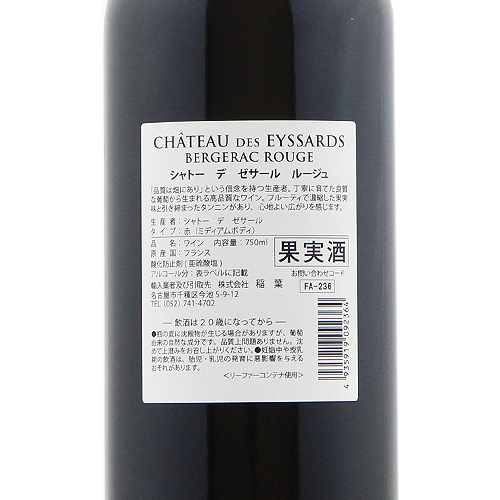 CHÂTEAU DES EYSSARDS
BERGERAC ROUGE
シャトー デ ゼサール ルージュ
「品質は畑にあり」という信念を持つ生産者。丁寧に育てた良質
な葡萄から生まれる高品質なワイン。フルーティで濃縮した果実
味と引き締まったタンニンがあり、心地よい広がりを感じます。
生産者：シャトー デ ゼサール
タイプ：赤（ミディアムボディ）
品名：ワイン 内容量：750ml
原産国：フランス
酸化防止剤（亜硫酸塩）
アルコール分：表ラベルに記載
果実酒
お問い合わせコード
FA-236
輸入業者及び引取先 株式会社 稲葉
名古屋市千種区今池 5-9-12
TEL (052) 741-4702
― 飲酒は20歳になってから ―
●瓶の底に沈殿物が生じる場合がありますが、葡萄
由来の自然な成分です。品質上問題ありません。沈め
て上澄みをお召し上がりください。●妊娠中や授乳
期の飲酒は、胎児・乳児の発育に悪影響を与える
おそれがあります。
＜リーファーコンテナ使用＞
4 935919 092364